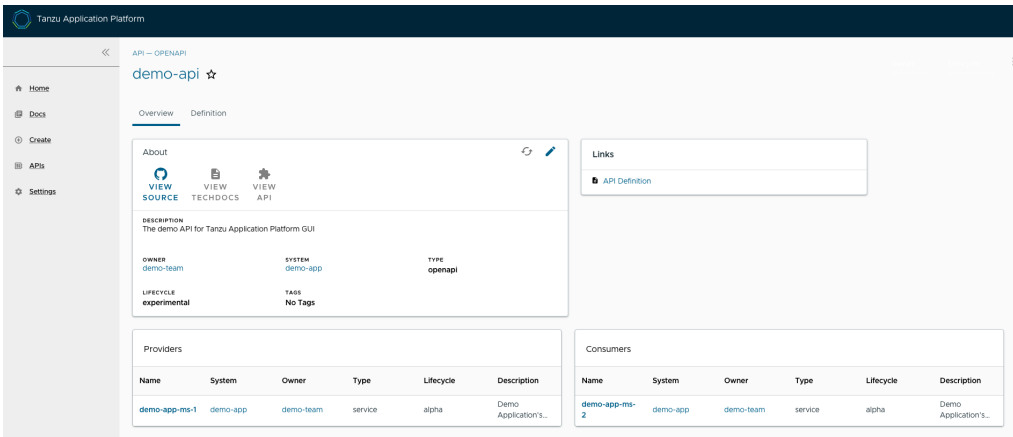 Tanzu Application Platform
API — OPENAPI
demo-api
Home
Docs
Create
APIs
Settings
Overview Definition
About
VIEW SOURCE VIEW TECHDOCS VIEW API
DESCRIPTION
The demo API for Tanzu Application Platform GUI
OWNER SYSTEM TYPE
demo-team demo-app openapi
LIFECYCLE TAGS
experimental No Tags
Links
API Definition
Providers
Name System Owner Type Lifecycle Description
demo-app-ms-1 demo-app demo-team service alpha Demo Application's...
Consumers
Name System Owner Type Lifecycle Description
demo-app-ms-2 demo-app demo-team service alpha Demo Application's...